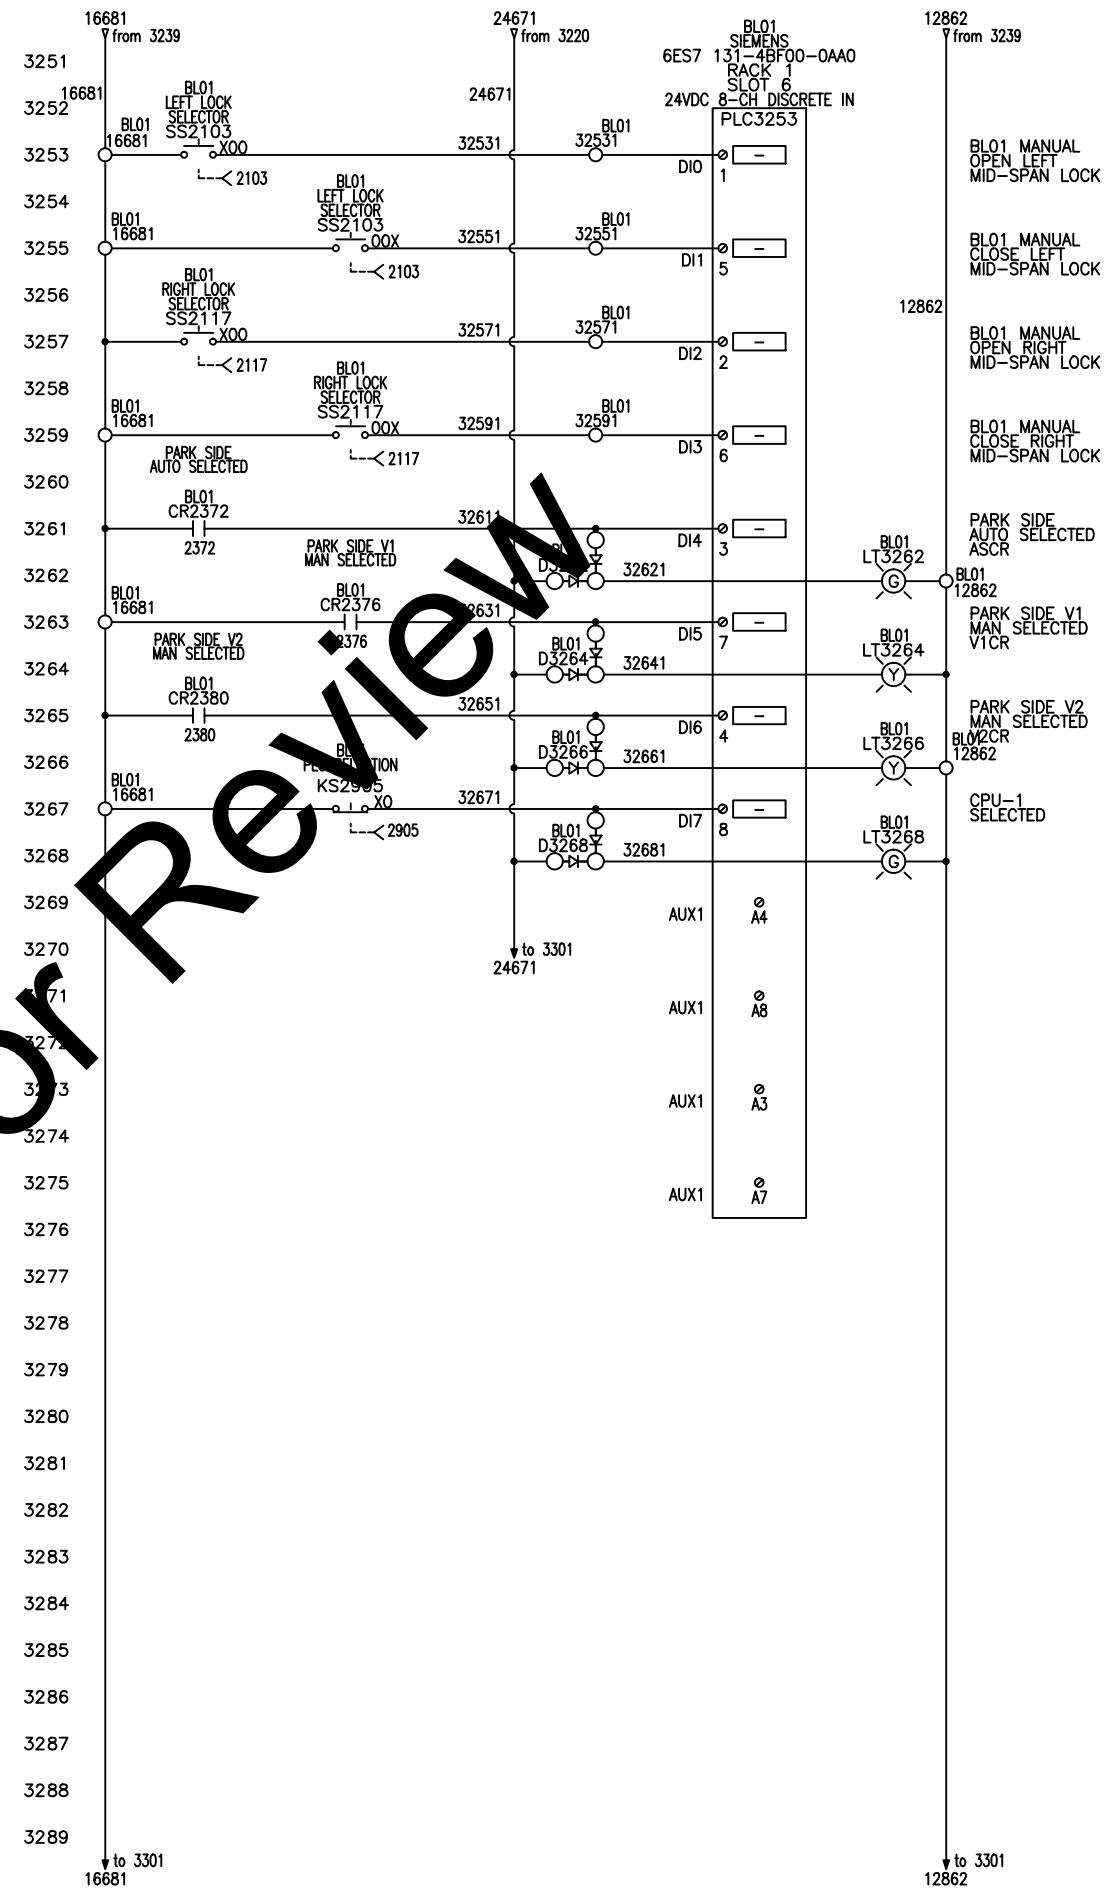 16681
from 3239
24671
from 3220
BL01
SIEMENS
6ES7 131-4BF00-0AA0
RACK 1
SLOT 6
24VDC 8-CH DISCRETE IN
PLC3253
12862
from 3239
3251
3252
16681
24671
BL01
LEFT LOCK
SELECTOR
SS2103
XOO
2103
3253
BL01
16681
32531
BL01
32531
DI0
1
BL01 MANUAL
OPEN LEFT
MID-SPAN LOCK
3254
BL01
LEFT LOCK
SELECTOR
SS2103
OOX
2103
3255
BL01
16681
32551
BL01
32551
DI1
5
BL01 MANUAL
CLOSE LEFT
MID-SPAN LOCK
3256
12862
BL01
RIGHT LOCK
SELECTOR
SS2117
XOO
2117
3257
32571
BL01
32571
DI2
2
BL01 MANUAL
OPEN RIGHT
MID-SPAN LOCK
3258
BL01
RIGHT LOCK
SELECTOR
SS2117
OOX
2117
3259
BL01
16681
32591
BL01
32591
DI3
6
BL01 MANUAL
CLOSE RIGHT
MID-SPAN LOCK
3260
PARK SIDE
AUTO SELECTED
BL01
CR2372
2372
3261
32611
DI4
3
PARK SIDE
AUTO SELECTED
ASCR
3262
32621
BL01
LT3262
G
BL01
12862
PARK SIDE V1
MAN SELECTED
BL01
CR2376
2376
3263
BL01
16681
32631
DI5
7
PARK SIDE V1
MAN SELECTED
V1CR
3264
BL01
D3264
32641
BL01
LT3264
Y
PARK SIDE V2
MAN SELECTED
BL01
CR2380
2380
3265
32651
DI6
4
PARK SIDE V2
MAN SELECTED
V2CR
3266
BL01
D3266
32661
BL01
LT3266
Y
BL01
12862
XO
2905
3267
BL01
16681
32671
DI7
8
CPU-1
SELECTED
3268
BL01
D3268
32681
BL01
LT3268
G
3269
AUX1
A4
3270
to 3301
24671
AUX1
A8
AUX1
A3
3274
3275
AUX1
A7
3276
3277
3278
3279
3280
3281
3282
3283
3284
3285
3286
3287
3288
3289
to 3301
16681
to 3301
12862
or Review